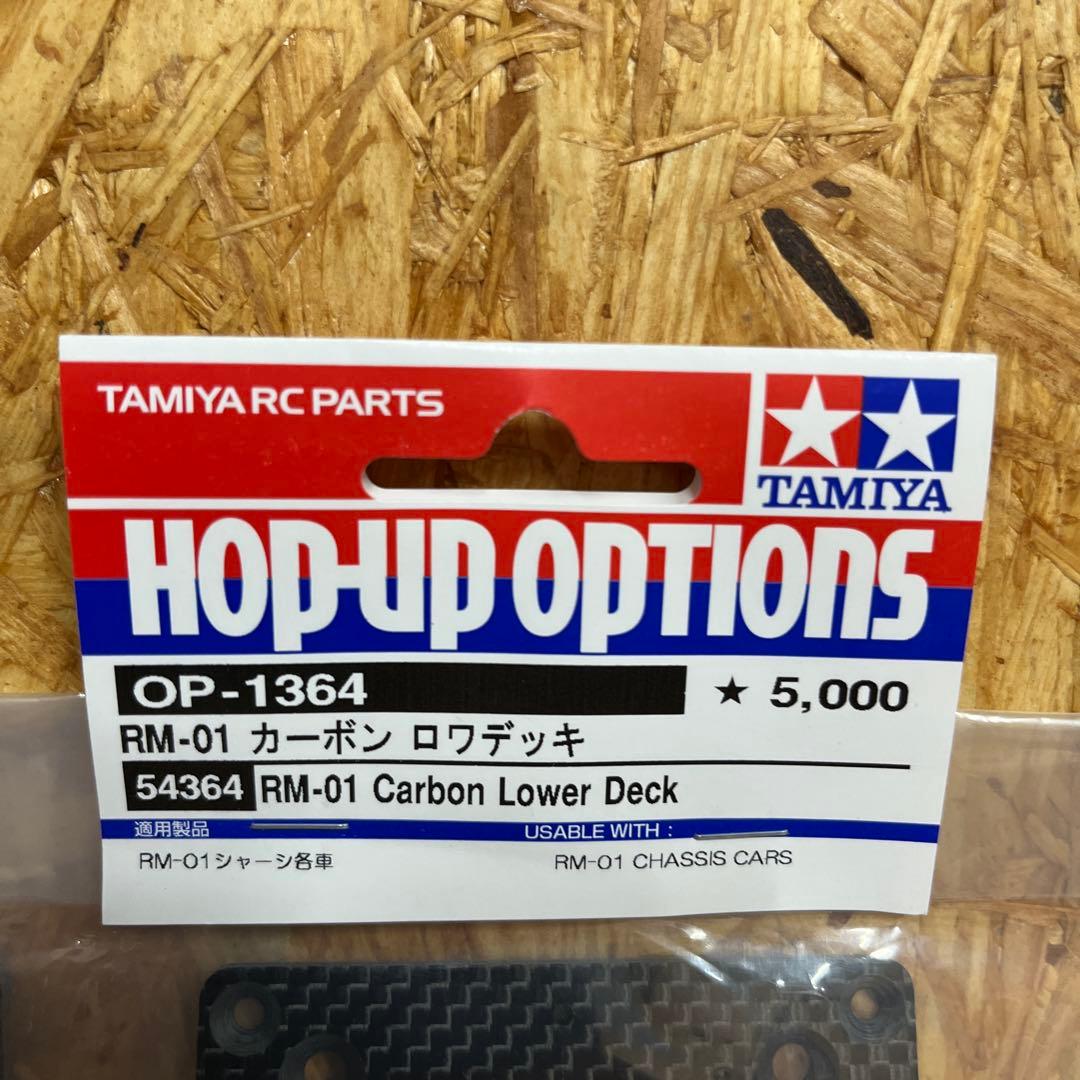 TAMIYA RC PARTS
TAMIYA
HOP-UP OPTIONS
OP-1364
★ 5,000
RM-01 カーボン ロワデッキ
54364 RM-01 Carbon Lower Deck
適用製品
USABLE WITH :
RM-01シャーシ各車
RM-01 CHASSIS CARS